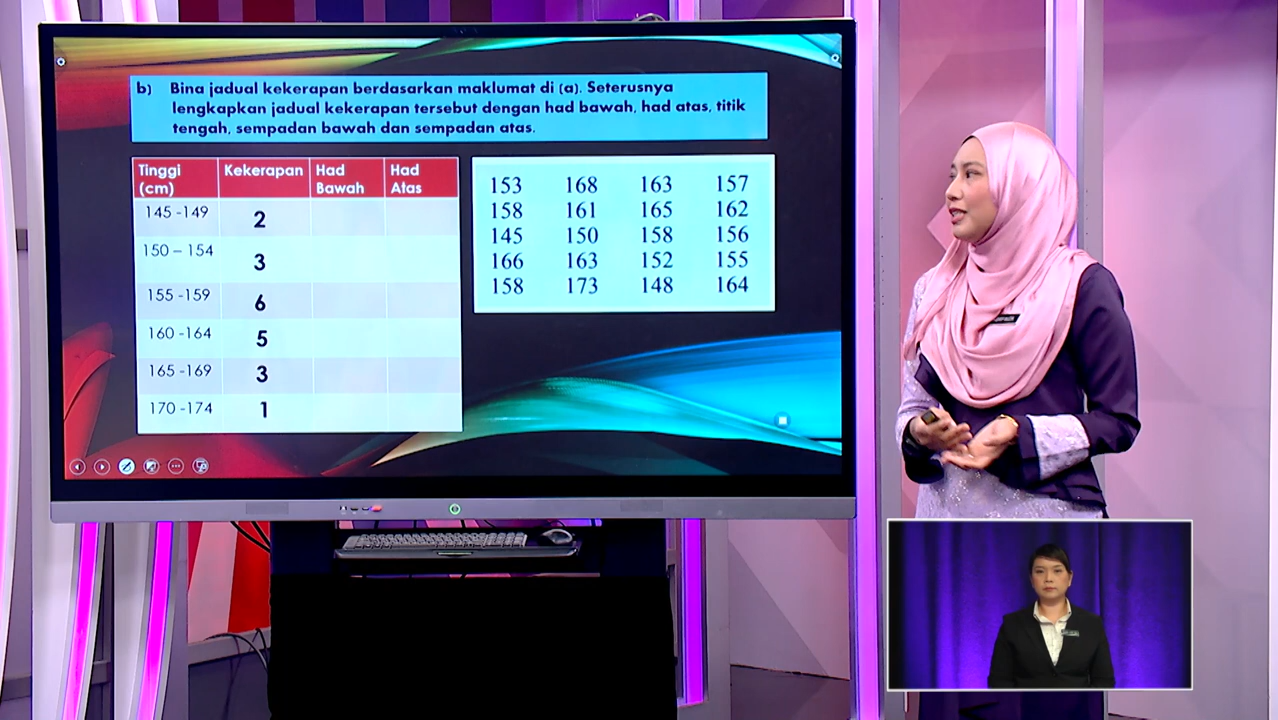 b) Bina jadual kekerapan berdasarkan maklumat di (a). Seterusnya
lengkapkan jadual kekerapan tersebut dengan had bawah, had atas, titik
tengah, sempadan bawah dan sempadan atas.
Tinggi (cm) Kekerapan Had Bawah Had Atas
145 -149 2
150 – 154 3
155 -159 6
160 -164 5
165 -169 3
170 -174 1
153 168 163 157
158 161 165 162
145 150 158 156
166 163 152 155
158 173 148 164